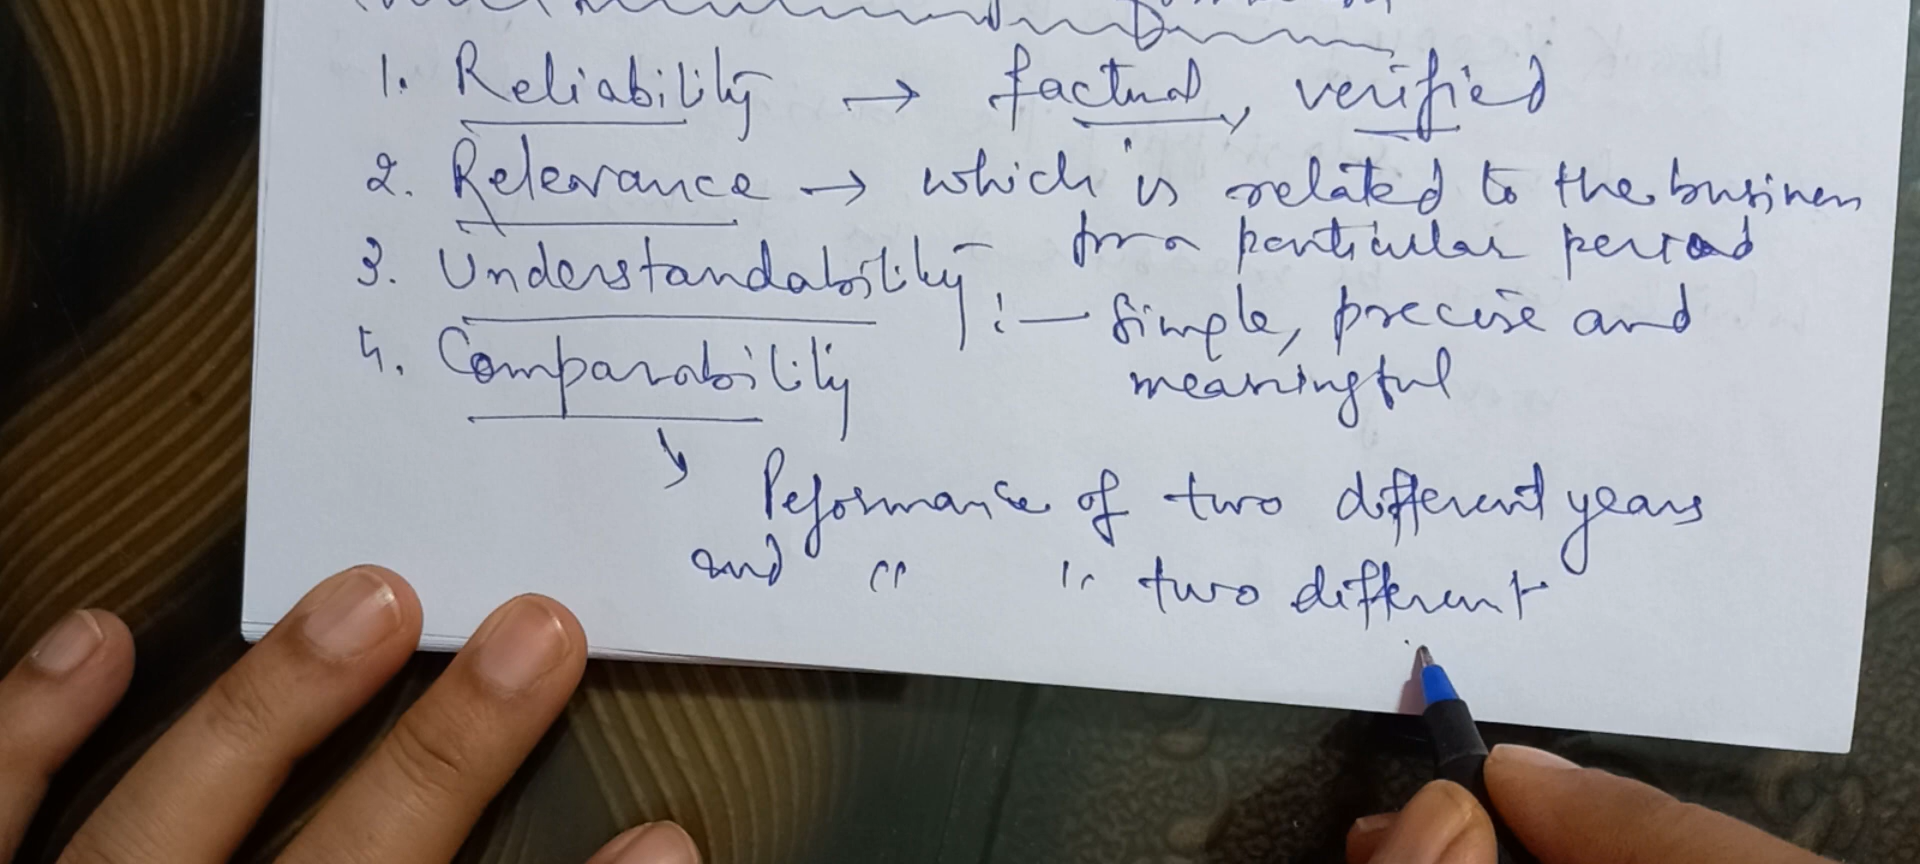 1. Reliability → factual, verified
2. Relevance → which is related to the business
for a particular period
3. Understandability :— Simple, precise and
meaningful
4. Comparability
↘ Peformance of two different years
and " " two different